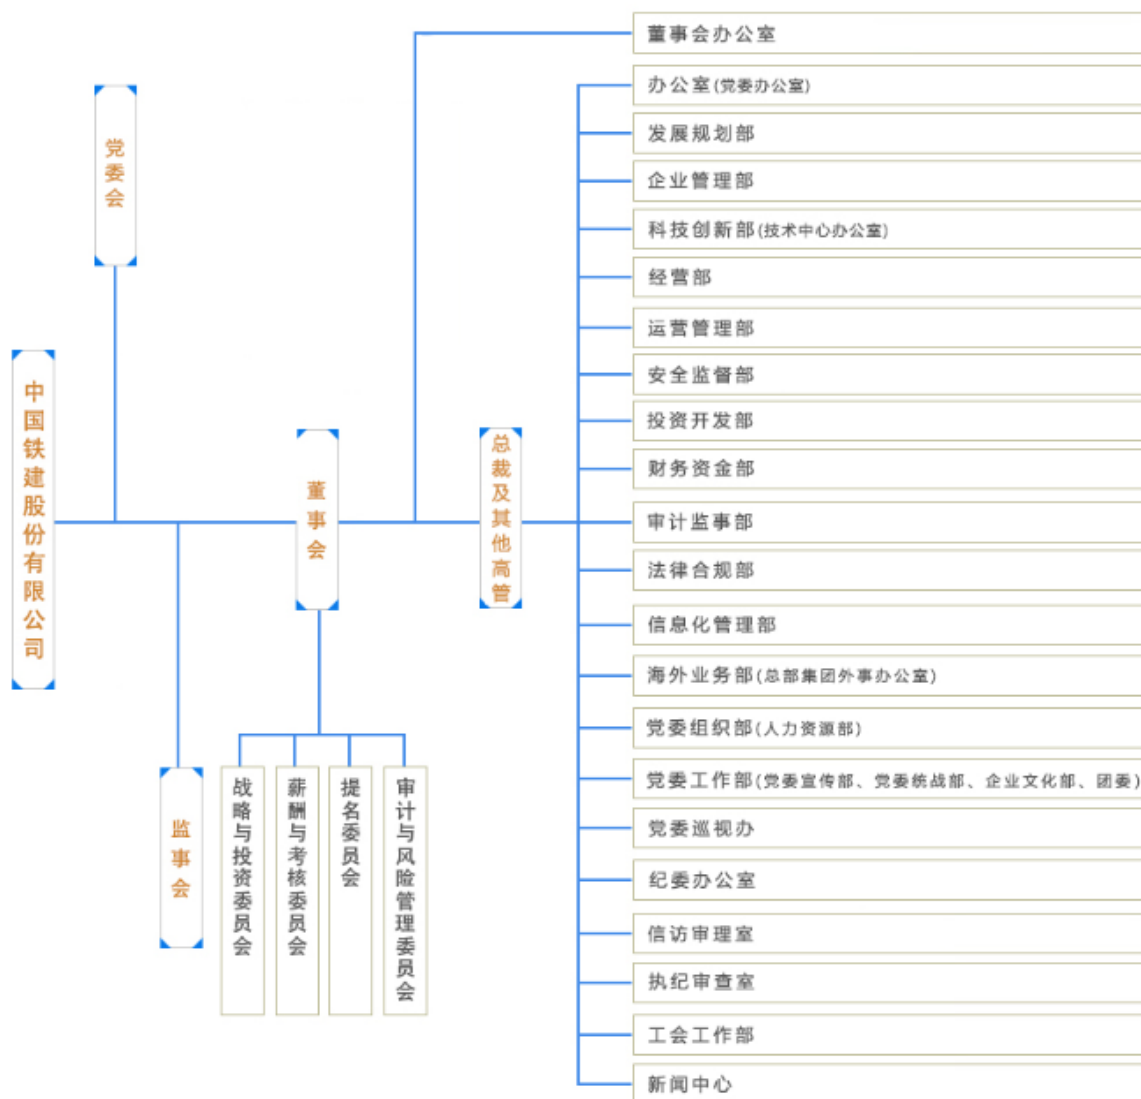 中国铁建股份有限公司
党委会
监事会
董事会
战略与投资委员会
薪酬与考核委员会
提名委员会
审计与风险管理委员会
总裁及其他高管
董事会办公室
办公室(党委办公室)
发展规划部
企业管理部
科技创新部(技术中心办公室)
经营部
运营管理部
安全监督部
投资开发部
财务资金部
审计监事部
法律合规部
信息化管理部
海外业务部(总部集团外事办公室)
党委组织部(人力资源部)
党委工作部(党委宣传部、党委统战部、企业文化部、团委)
党委巡视办
纪委办公室
信访审理室
执纪审查室
工会工作部
新闻中心